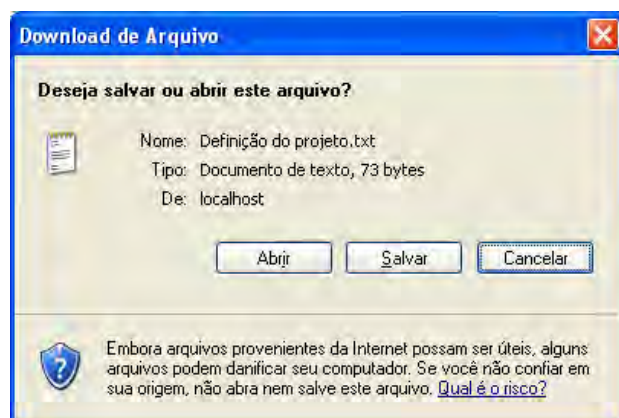 Download de Arquivo
Deseja salvar ou abrir este arquivo?
Nome: Definição do projeto.txt
Tipo: Documento de texto, 73 bytes
De: localhost
Abrir Salvar Cancelar
Embora arquivos provenientes da Internet possam ser úteis, alguns
arquivos podem danificar seu computador. Se você não confiar em
sua origem, não abra nem salve este arquivo. Qual é o risco?